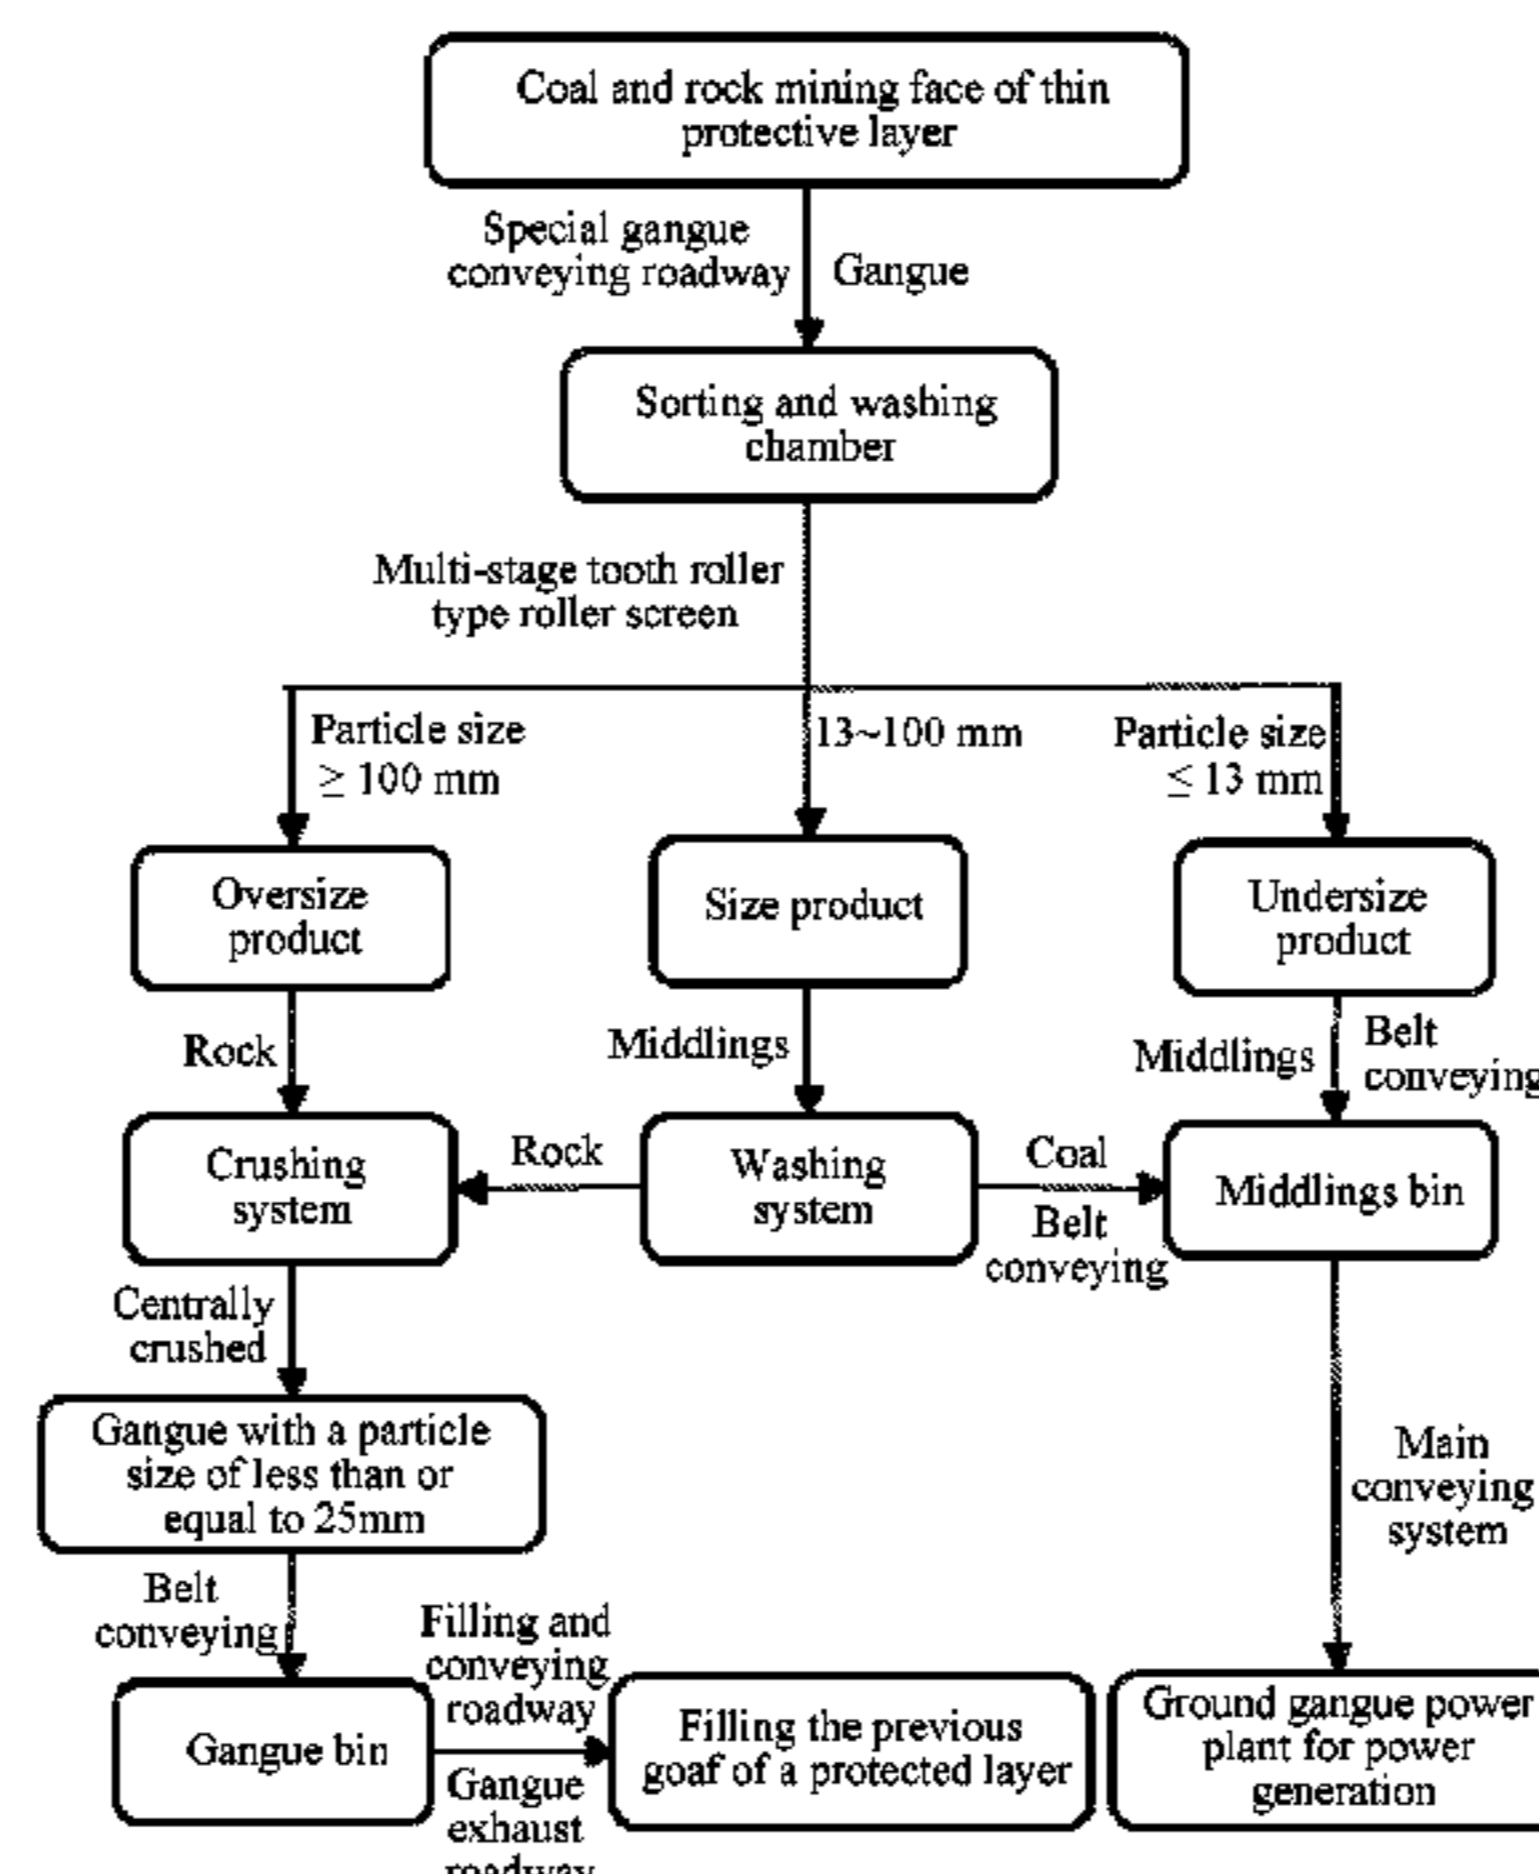 Coal and rock mining face of thin
protective layer
Special gangue
conveying roadway
Gangue
Sorting and washing
chamber
Multi-stage tooth roller
type roller screen
Particle size
≥ 100 mm
13~100 mm
Particle size
≤ 13 mm
Oversize
product
Size product
Undersize
product
Rock
Middlings
Middlings
Belt
conveying
Crushing
system
Rock
Washing
system
Coal
Belt
conveying
Middlings bin
Centrally
crushed
Gangue with a particle
size of less than or
equal to 25mm
Main
conveying
system
Belt
conveying
Filling and
conveying
roadway
Gangue bin
Gangue
exhaust
roadway
Filling the previous
goaf of a protected layer
Ground gangue power
plant for power
generation